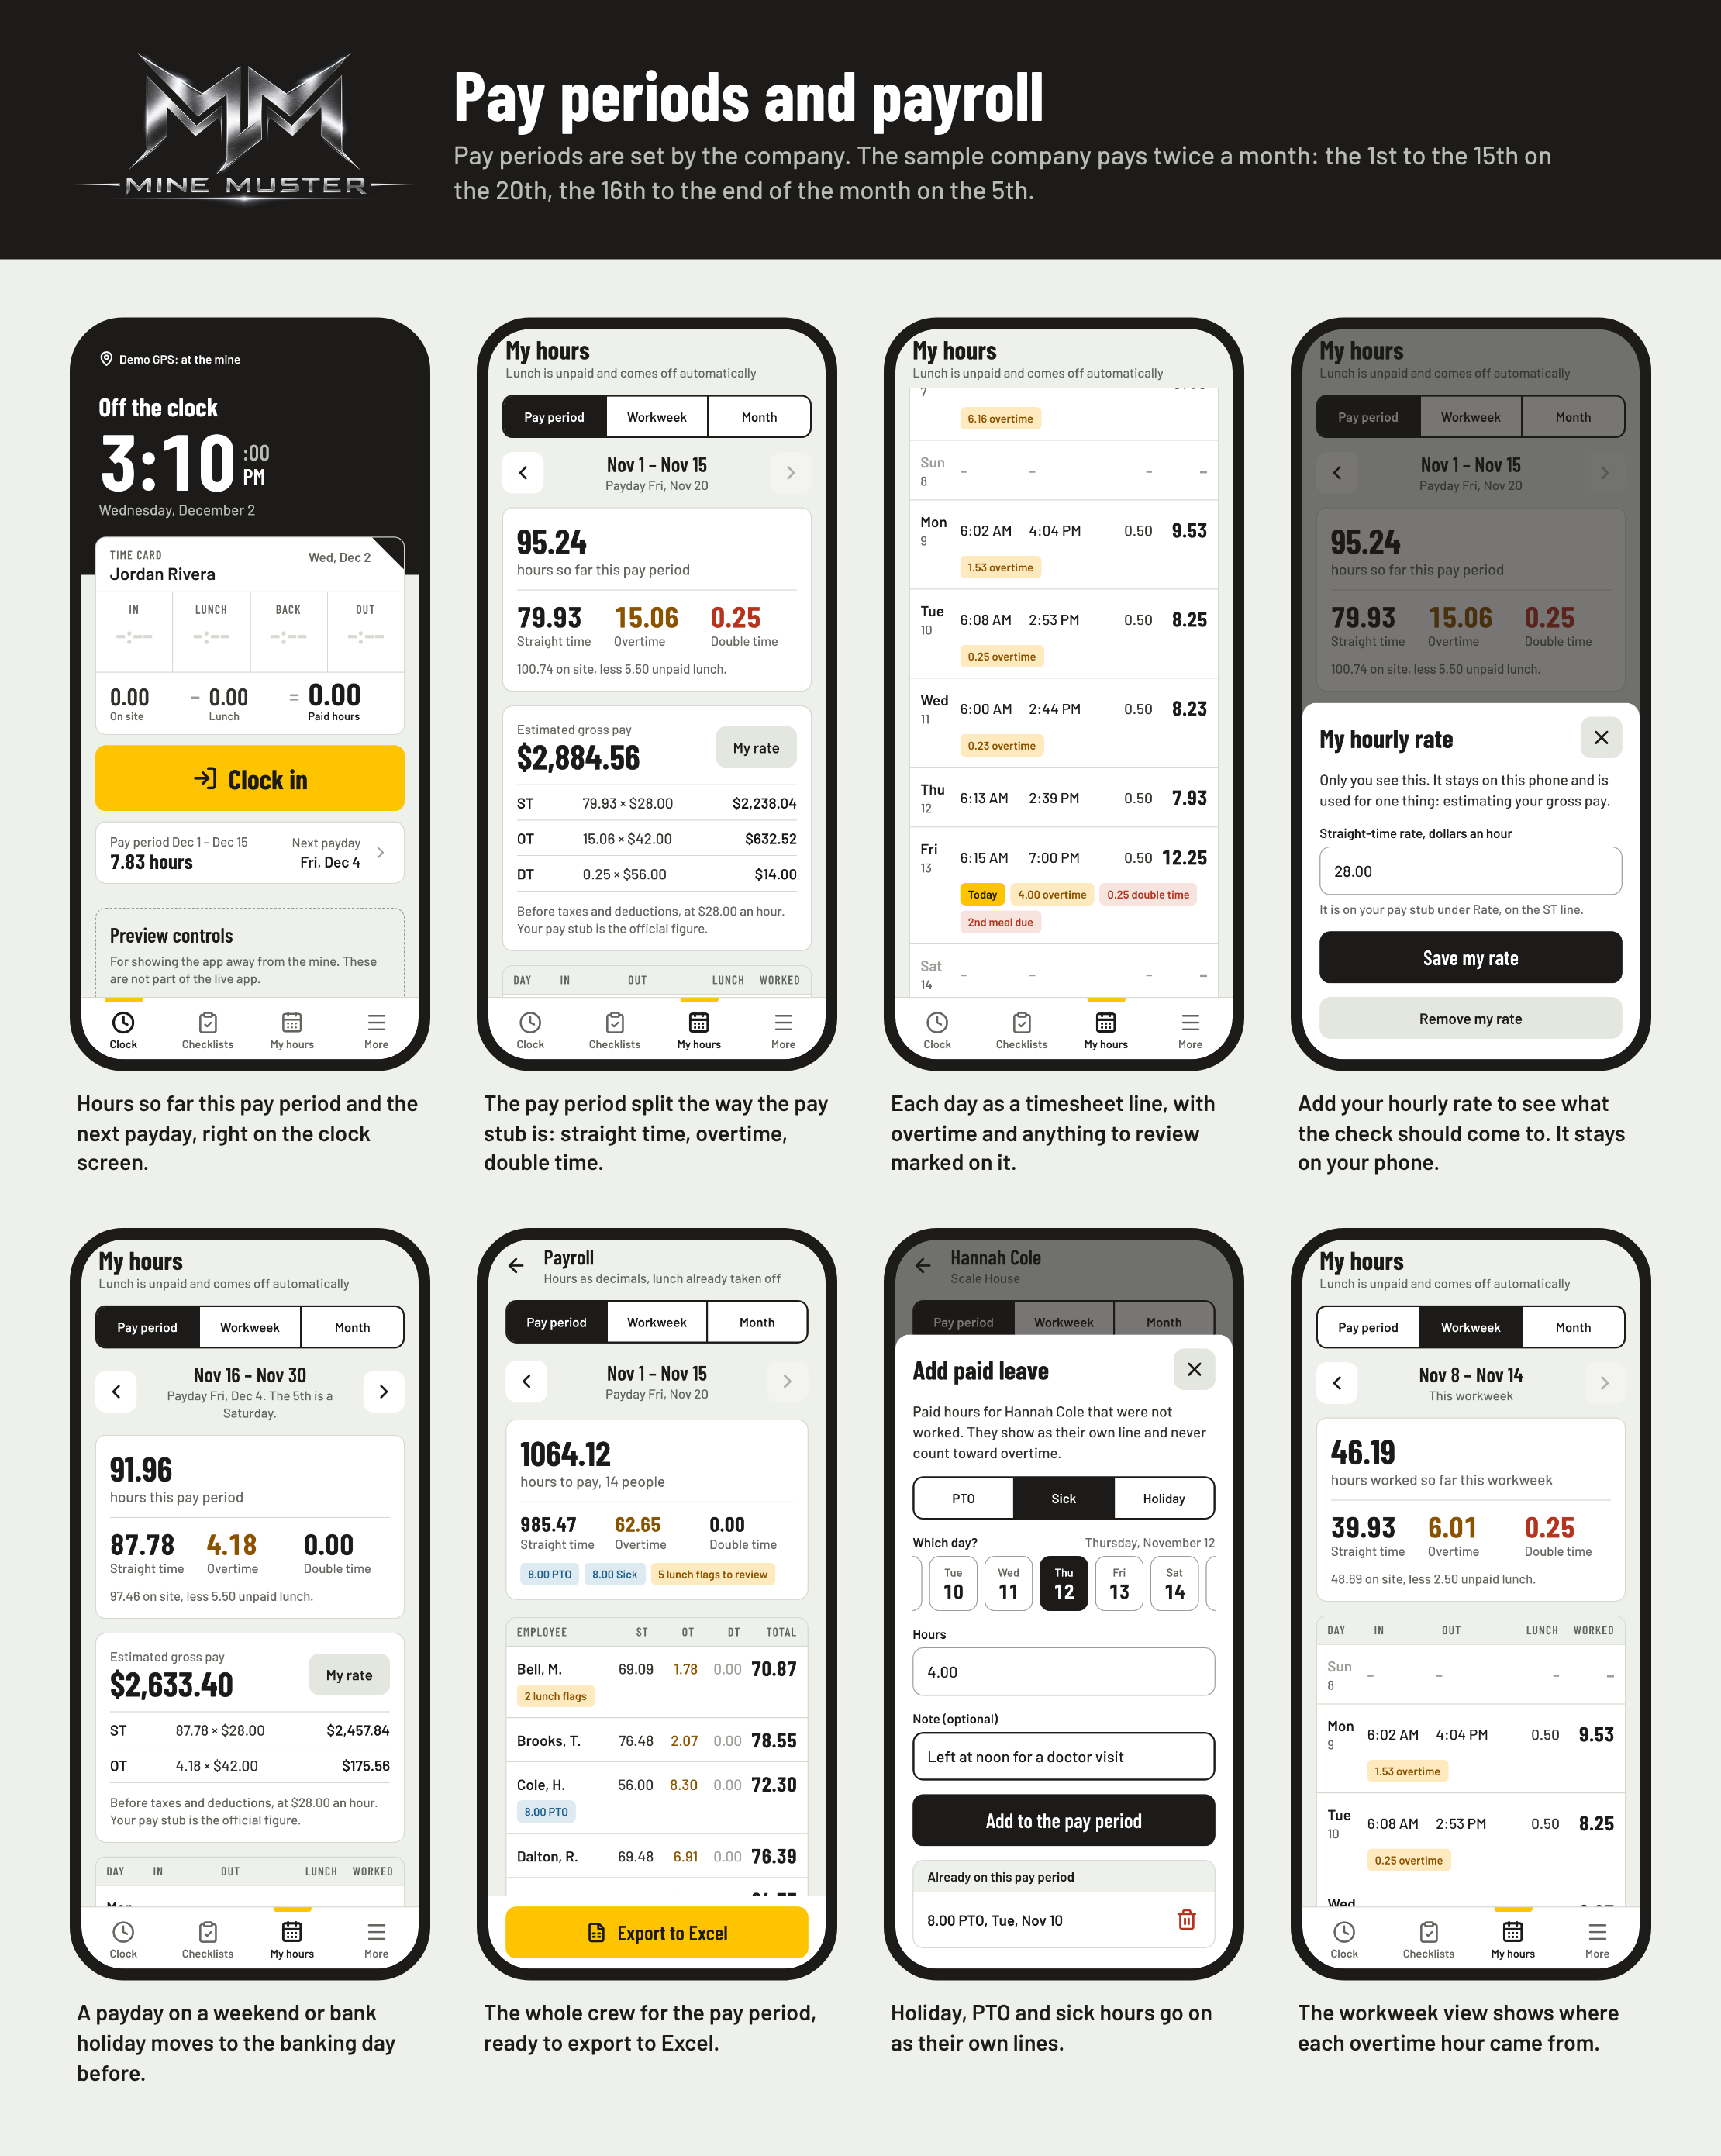 MM
MINE MUSTER
Pay periods and payroll
Pay periods are set by the company. The sample company pays twice a month: the 1st to the 15th on
the 20th, the 16th to the end of the month on the 5th.
Demo GPS: at the mine
Off the clock
3:10 :00 PM
Wednesday, December 2
TIME CARD Wed, Dec 2
Jordan Rivera
IN LUNCH BACK OUT
-:-- -:-- -:-- -:--
0.00 – 0.00 = 0.00
On site Lunch Paid hours
Clock in
Pay period Dec 1 – Dec 15 Next payday
7.83 hours Fri, Dec 4
Preview controls
For showing the app away from the mine. These
are not part of the live app.
Clock Checklists My hours More
Hours so far this pay period and the
next payday, right on the clock
screen.
My hours
Lunch is unpaid and comes off automatically
Pay period Workweek Month
Nov 1 – Nov 15
Payday Fri, Nov 20
95.24
hours so far this pay period
79.93 15.06 0.25
Straight time Overtime Double time
100.74 on site, less 5.50 unpaid lunch.
Estimated gross pay
$2,884.56 My rate
ST 79.93 × $28.00 $2,238.04
OT 15.06 × $42.00 $632.52
DT 0.25 × $56.00 $14.00
Before taxes and deductions, at $28.00 an hour.
Your pay stub is the official figure.
DAY IN OUT LUNCH WORKED
Clock Checklists My hours More
The pay period split the way the pay
stub is: straight time, overtime,
double time.
My hours
Lunch is unpaid and comes off automatically
7
6.16 overtime
Sun – – – –
8
Mon 6:02 AM 4:04 PM 0.50 9.53
9
1.53 overtime
Tue 6:08 AM 2:53 PM 0.50 8.25
10
0.25 overtime
Wed 6:00 AM 2:44 PM 0.50 8.23
11
0.23 overtime
Thu 6:13 AM 2:39 PM 0.50 7.93
12
Fri 6:15 AM 7:00 PM 0.50 12.25
13
Today 4.00 overtime 0.25 double time
2nd meal due
Sat – – – –
14
Clock Checklists My hours More
Each day as a timesheet line, with
overtime and anything to review
marked on it.
My hours
Lunch is unpaid and comes off automatically
Pay period Workweek Month
Nov 1 – Nov 15
Payday Fri, Nov 20
95.24
hours so far this pay period
79.93 15.06 0.25
Straight time Overtime Double time
100.74 on site, less 5.50 unpaid lunch.
My hourly rate
Only you see this. It stays on this phone and is
used for one thing: estimating your gross pay.
Straight-time rate, dollars an hour
28.00
It is on your pay stub under Rate, on the ST line.
Save my rate
Remove my rate
Add your hourly rate to see what
the check should come to. It stays
on your phone.
My hours
Lunch is unpaid and comes off automatically
Pay period Workweek Month
Nov 16 – Nov 30
Payday Fri, Dec 4. The 5th is a
Saturday.
91.96
hours this pay period
87.78 4.18 0.00
Straight time Overtime Double time
97.46 on site, less 5.50 unpaid lunch.
Estimated gross pay
$2,633.40 My rate
ST 87.78 × $28.00 $2,457.84
OT 4.18 × $42.00 $175.56
Before taxes and deductions, at $28.00 an hour.
Your pay stub is the official figure.
DAY IN OUT LUNCH WORKED
Mon
Clock Checklists My hours More
A payday on a weekend or bank
holiday moves to the banking day
before.
Payroll
Hours as decimals, lunch already taken off
Pay period Workweek Month
Nov 1 – Nov 15
Payday Fri, Nov 20
1064.12
hours to pay, 14 people
985.47 62.65 0.00
Straight time Overtime Double time
8.00 PTO 8.00 Sick 5 lunch flags to review
EMPLOYEE ST OT DT TOTAL
Bell, M. 69.09 1.78 0.00 70.87
2 lunch flags
Brooks, T. 76.48 2.07 0.00 78.55
Cole, H. 56.00 8.30 0.00 72.30
8.00 PTO
Dalton, R. 69.48 6.91 0.00 76.39
Export to Excel
The whole crew for the pay period,
ready to export to Excel.
Hannah Cole
Scale House
Pay period Workweek Month
Add paid leave
Paid hours for Hannah Cole that were not
worked. They show as their own line and never
count toward overtime.
PTO Sick Holiday
Which day? Thursday, November 12
Tue Wed Thu Fri Sat
10 11 12 13 14
Hours
4.00
Note (optional)
Left at noon for a doctor visit
Add to the pay period
Already on this pay period
8.00 PTO, Tue, Nov 10
Holiday, PTO and sick hours go on
as their own lines.
My hours
Lunch is unpaid and comes off automatically
Pay period Workweek Month
Nov 8 – Nov 14
This workweek
46.19
hours worked so far this workweek
39.93 6.01 0.25
Straight time Overtime Double time
48.69 on site, less 2.50 unpaid lunch.
DAY IN OUT LUNCH WORKED
Sun – – – –
8
Mon 6:02 AM 4:04 PM 0.50 9.53
9
1.53 overtime
Tue 6:08 AM 2:53 PM 0.50 8.25
10
0.25 overtime
Wed
Clock Checklists My hours More
The workweek view shows where
each overtime hour came from.